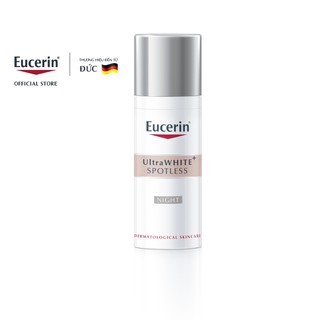 Eucerin®
OFFICIAL STORE
THƯƠNG HIỆU ĐẾN TỪ
ĐỨC
Eucerin®
UltraWHITE+
SPOTLESS
NIGHT
DERMATOLOGICAL SKINCARE